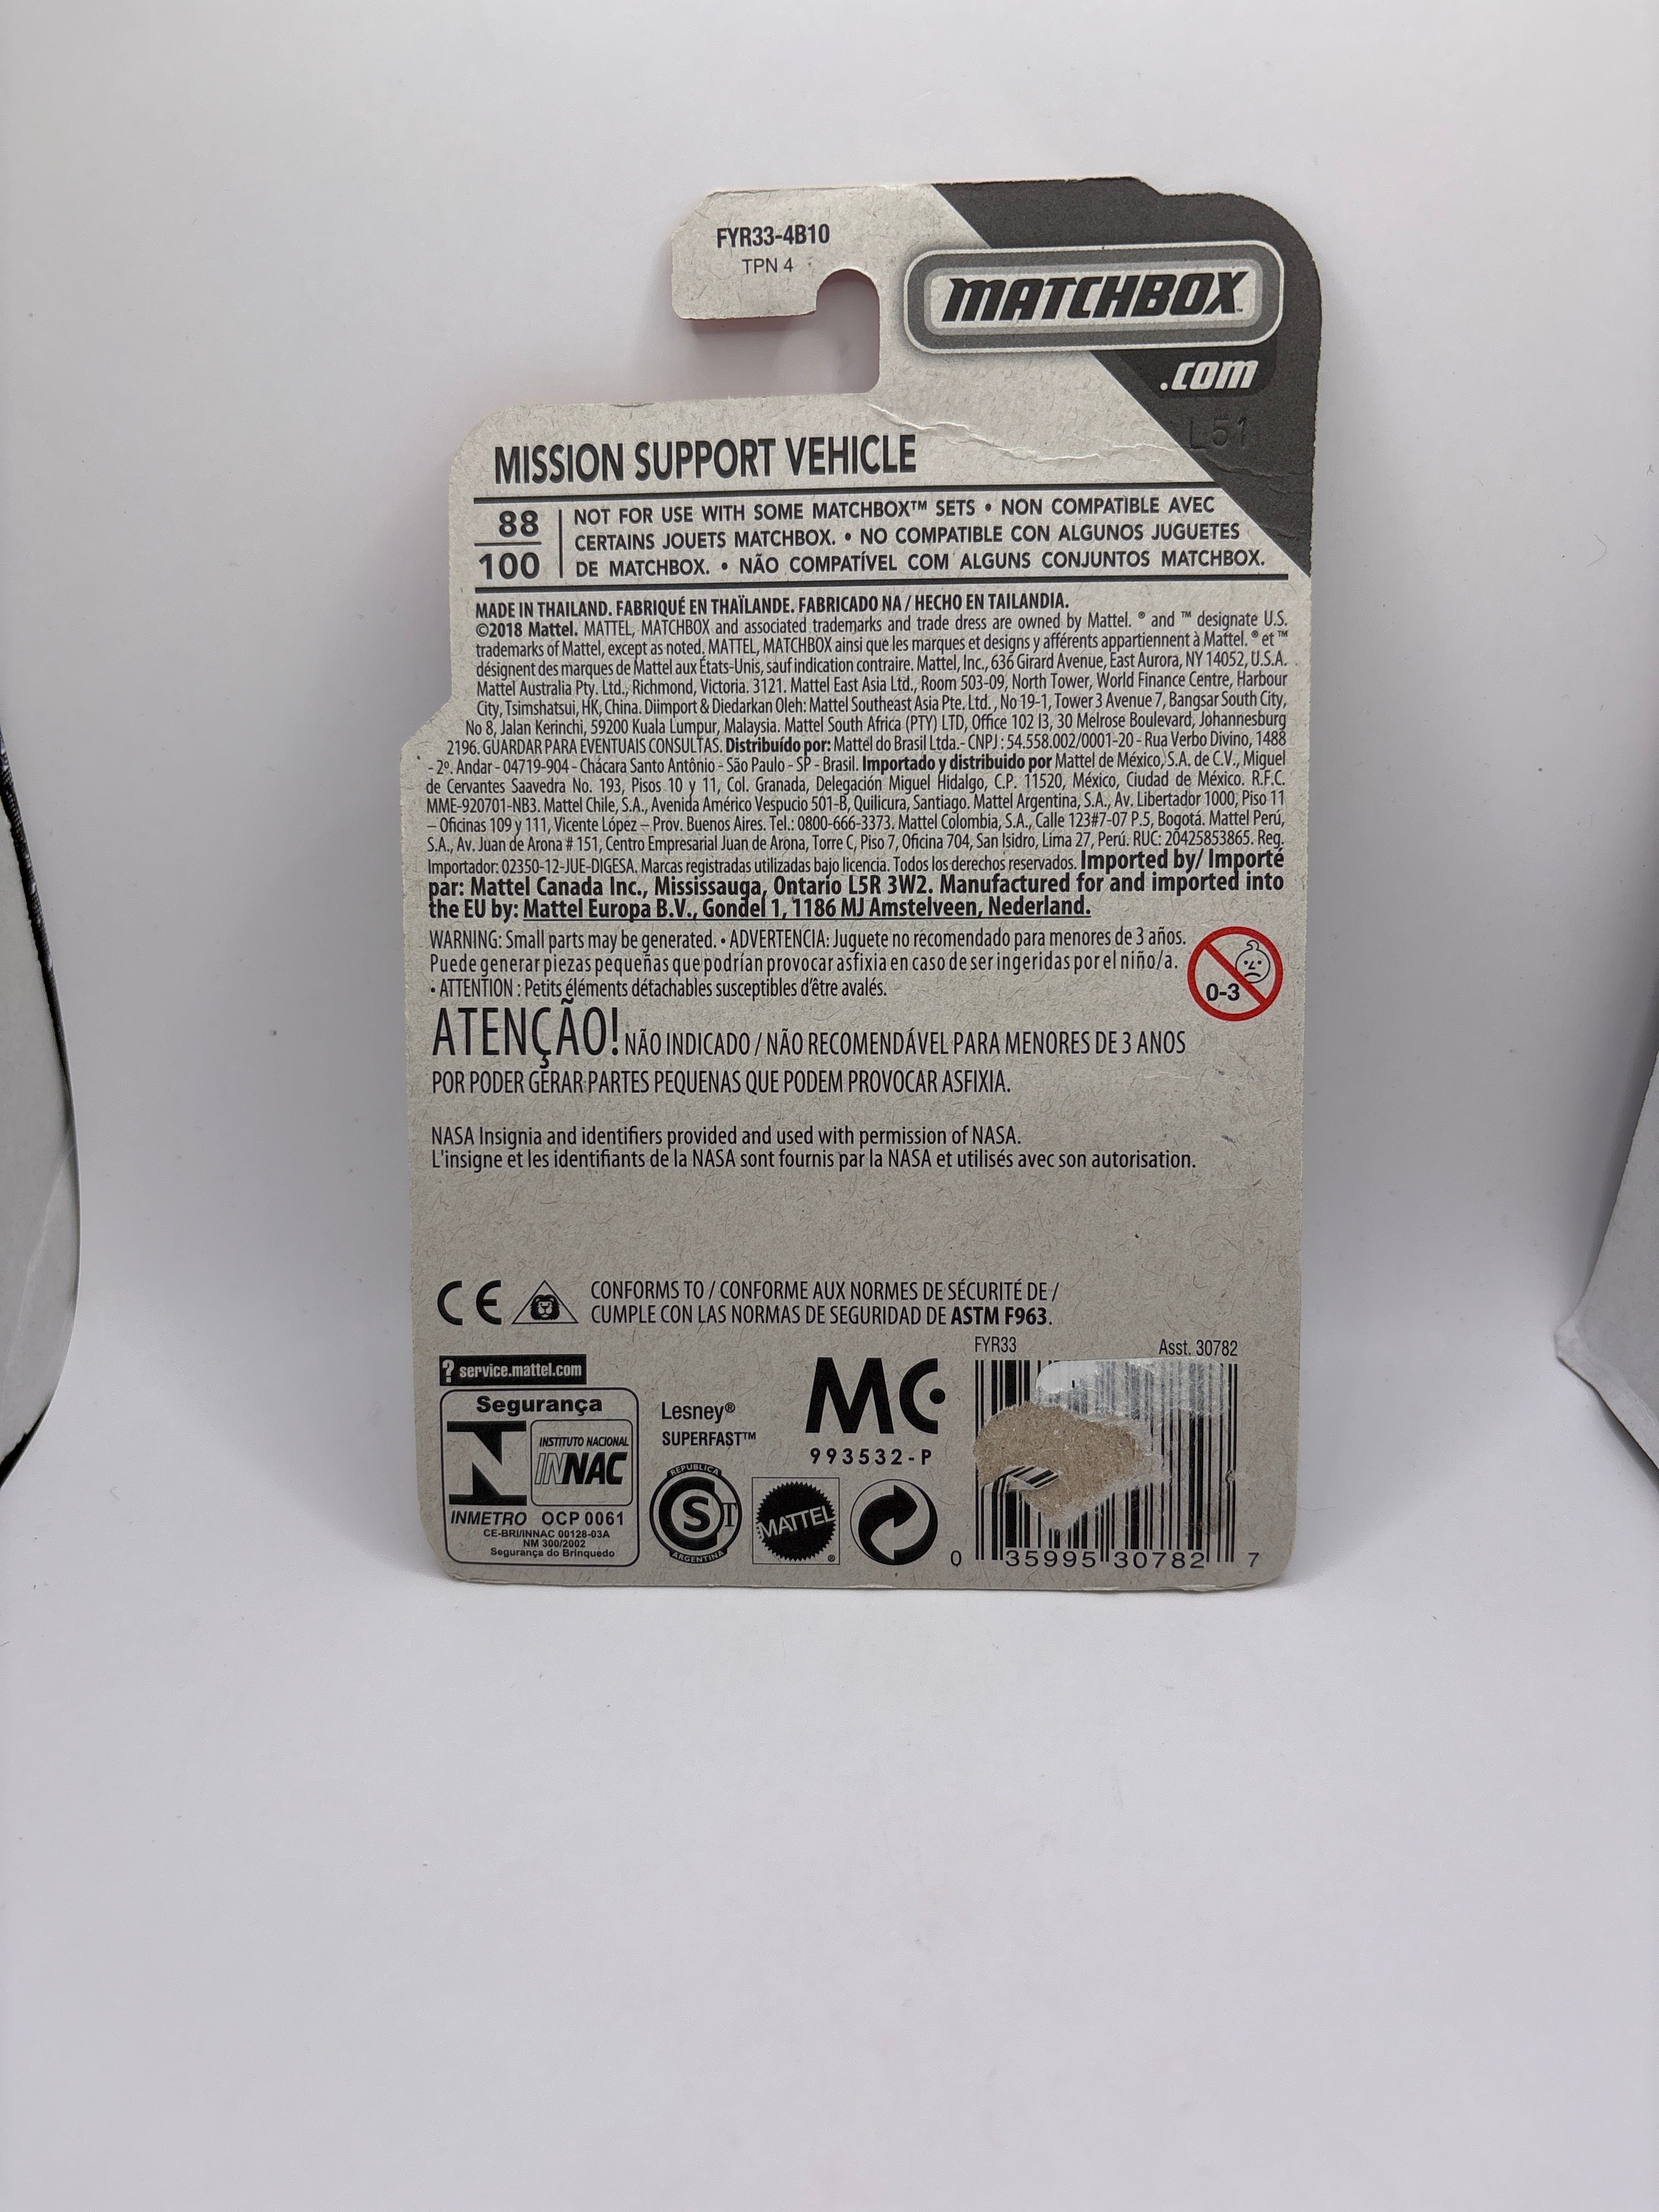 FYR33-4B10
TPN 4
MATCHBOX™
.com
L51
MISSION SUPPORT VEHICLE
88
100
NOT FOR USE WITH SOME MATCHBOX™ SETS • NON COMPATIBLE AVEC
CERTAINS JOUETS MATCHBOX. • NO COMPATIBLE CON ALGUNOS JUGUETES
DE MATCHBOX. • NÃO COMPATÍVEL COM ALGUNS CONJUNTOS MATCHBOX.
MADE IN THAILAND. FABRIQUÉ EN THAÏLANDE. FABRICADO NA / HECHO EN TAILANDIA.
©2018 Mattel. MATTEL, MATCHBOX and associated trademarks and trade dress are owned by Mattel. ® and ™ designate U.S.
trademarks of Mattel, except as noted. MATTEL, MATCHBOX ainsi que les marques et designs y afférents appartiennent à Mattel. ® et ™
désignent des marques de Mattel aux États-Unis, sauf indication contraire. Mattel, Inc., 636 Girard Avenue, East Aurora, NY 14052, U.S.A.
Mattel Australia Pty. Ltd., Richmond, Victoria. 3121. Mattel East Asia Ltd., Room 503-09, North Tower, World Finance Centre, Harbour
City, Tsimshatsui, HK, China. Diimport & Diedarkan Oleh: Mattel Southeast Asia Pte. Ltd., No 19-1, Tower 3 Avenue 7, Bangsar South City,
No 8, Jalan Kerinchi, 59200 Kuala Lumpur, Malaysia. Mattel South Africa (PTY) LTD, Office 102 I3, 30 Melrose Boulevard, Johannesburg
2196. GUARDAR PARA EVENTUAIS CONSULTAS. Distribuído por: Mattel do Brasil Ltda.- CNPJ : 54.558.002/0001-20 - Rua Verbo Divino, 1488
- 2º. Andar - 04719-904 - Chácara Santo Antônio - São Paulo - SP - Brasil. Importado y distribuido por Mattel de México, S.A. de C.V., Miguel
de Cervantes Saavedra No. 193, Pisos 10 y 11, Col. Granada, Delegación Miguel Hidalgo, C.P. 11520, México, Ciudad de México. R.F.C.
MME-920701-NB3. Mattel Chile, S.A., Avenida Américo Vespucio 501-B, Quilicura, Santiago. Mattel Argentina, S.A., Av. Libertador 1000, Piso 11
– Oficinas 109 y 111, Vicente López – Prov. Buenos Aires. Tel.: 0800-666-3373. Mattel Colombia, S.A., Calle 123#7-07 P.5, Bogotá. Mattel Perú,
S.A., Av. Juan de Arona # 151, Centro Empresarial Juan de Arona, Torre C, Piso 7, Oficina 704, San Isidro, Lima 27, Perú. RUC: 20425853865. Reg.
Importador: 02350-12-JUE-DIGESA. Marcas registradas utilizadas bajo licencia. Todos los derechos reservados. Imported by/ Importé
par: Mattel Canada Inc., Mississauga, Ontario L5R 3W2. Manufactured for and imported into
the EU by: Mattel Europa B.V., Gondel 1, 1186 MJ Amstelveen, Nederland.
WARNING: Small parts may be generated. • ADVERTENCIA: Juguete no recomendado para menores de 3 años.
Puede generar piezas pequeñas que podrían provocar asfixia en caso de ser ingeridas por el niño/a.
• ATTENTION : Petits éléments détachables susceptibles d'être avalés.
0-3
ATENÇÃO! NÃO INDICADO / NÃO RECOMENDÁVEL PARA MENORES DE 3 ANOS
POR PODER GERAR PARTES PEQUENAS QUE PODEM PROVOCAR ASFIXIA.
NASA Insignia and identifiers provided and used with permission of NASA.
L'insigne et les identifiants de la NASA sont fournis par la NASA et utilisés avec son autorisation.
CE
CONFORMS TO / CONFORME AUX NORMES DE SÉCURITÉ DE /
CUMPLE CON LAS NORMAS DE SEGURIDAD DE ASTM F963.
FYR33 Asst. 30782
? service.mattel.com
Segurança
INSTITUTO NACIONAL
INNAC
INMETRO OCP 0061
CE-BRI/INNAC 00128-03A
NM 300/2002
Segurança do Brinquedo
Lesney®
SUPERFAST™
MC
993532-P
REPUBLICA
S T
ARGENTINA
MATTEL®
0 35995 30782 7